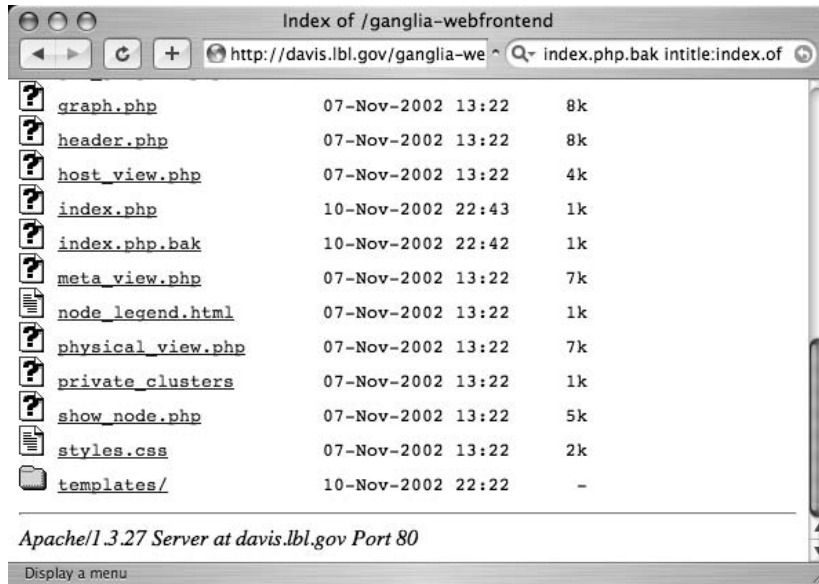 Index of /ganglia-webfrontend
http://davis.lbl.gov/ganglia-we index.php.bak intitle:index.of
graph.php 07-Nov-2002 13:22 8k
header.php 07-Nov-2002 13:22 8k
host_view.php 07-Nov-2002 13:22 4k
index.php 10-Nov-2002 22:43 1k
index.php.bak 10-Nov-2002 22:42 1k
meta_view.php 07-Nov-2002 13:22 7k
node_legend.html 07-Nov-2002 13:22 1k
physical_view.php 07-Nov-2002 13:22 7k
private_clusters 07-Nov-2002 13:22 1k
show_node.php 07-Nov-2002 13:22 5k
styles.css 07-Nov-2002 13:22 2k
templates/ 10-Nov-2002 22:22 -
Apache/1.3.27 Server at davis.lbl.gov Port 80
Display a menu